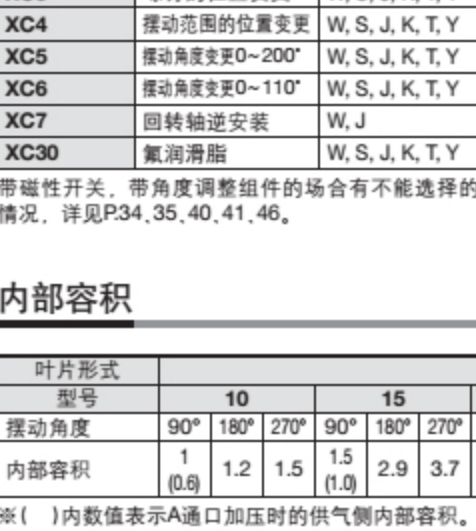 XC4 摆动范围的位置变更 W, S, J, K, T, Y
XC5 摆动角度变更0~200° W, S, J, K, T, Y
XC6 摆动角度变更0~110° W, S, J, K, T, Y
XC7 回转轴逆安装 W, J
XC30 氟润滑脂 W, S, J, K, T, Y
带磁性开关，带角度调整组件的场合有不能选择的
情况，详见P.34、35、40、41、46。
内部容积
叶片形式
型号 10 15
摆动角度 90° 180° 270° 90° 180° 270°
内部容积 1 (0.6) 1.2 1.5 1.5 (1.0) 2.9 3.7
※( )内数值表示A通口加压时的供气侧内部容积。